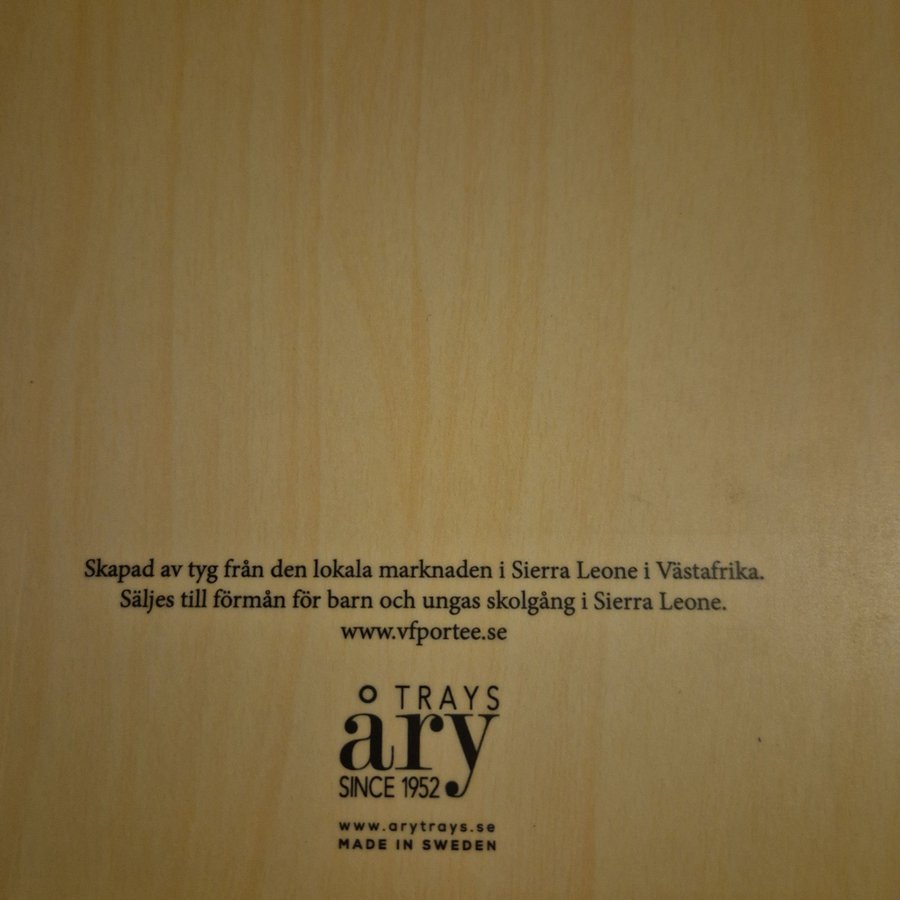 Skapad av tyg från den lokala marknaden i Sierra Leone i Västafrika.
Säljes till förmån för barn och ungas skolgång i Sierra Leone.
www.vfportee.se
TRAYS
åry
SINCE 1952
www.arytrays.se
MADE IN SWEDEN